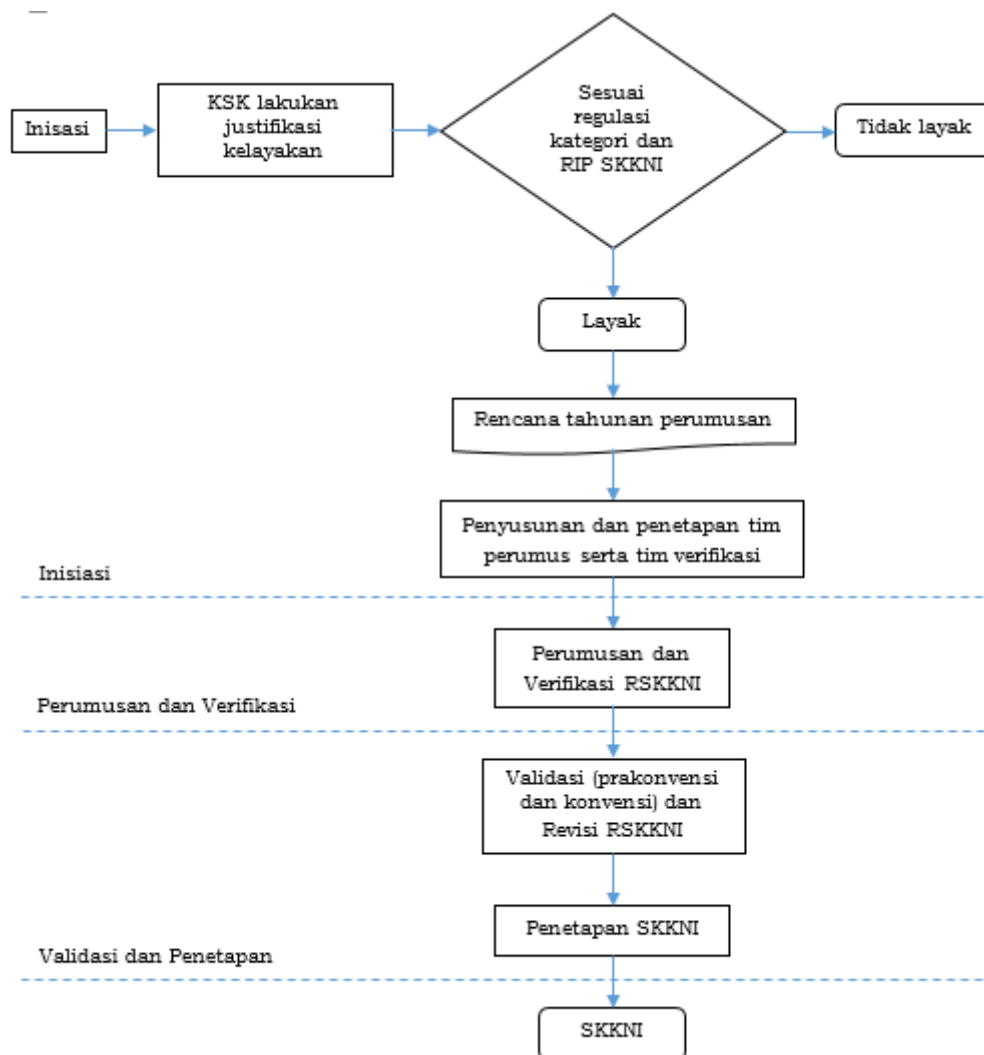 Inisasi
KSK lakukan
justifikasi
kelayakan
Sesuai
regulasi
kategori dan
RIP SKKNI
Tidak layak
Layak
Rencana tahunan perumusan
Penyusunan dan penetapan tim
perumus serta tim verifikasi
Inisiasi
Perumusan dan
Verifikasi RSKKNI
Perumusan dan Verifikasi
Validasi (prakonvensi
dan konvensi) dan
Revisi RSKKNI
Penetapan SKKNI
Validasi dan Penetapan
SKKNI